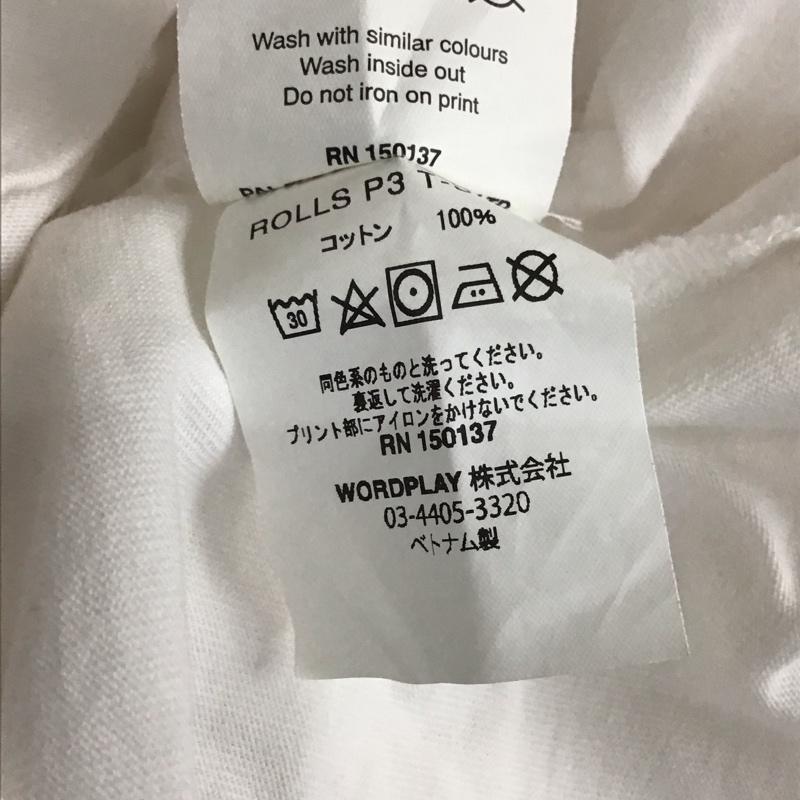 Wash with similar colours
Wash inside out
Do not iron on print
RN 150137
ROLLS P3
コットン 100%
30
同色系のものと洗ってください。
裏返して洗濯ください。
プリント部にアイロンをかけないでください。
RN 150137
WORDPLAY 株式会社
03-4405-3320
ベトナム製